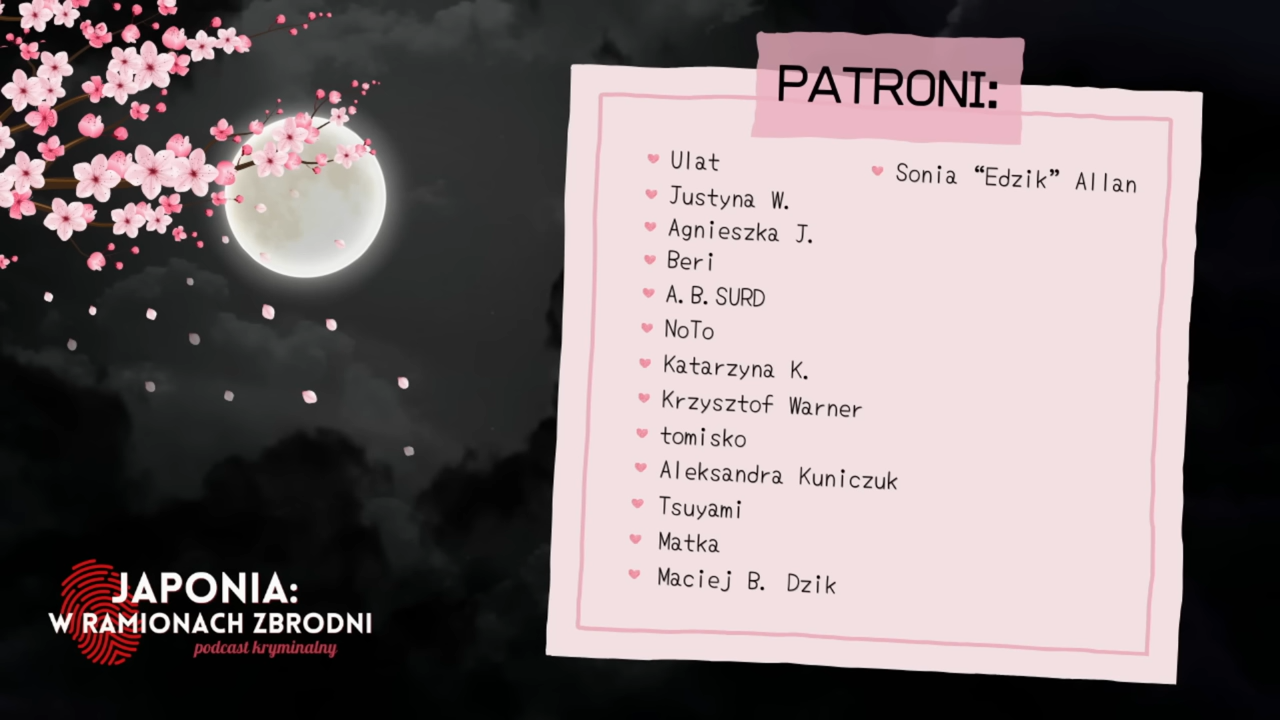 PATRONI:
Ulat
Justyna W.
Agnieszka J.
Beri
A.B.SURD
NoTo
Katarzyna K.
Krzysztof Warner
tomisko
Aleksandra Kuniczuk
Tsuyami
Matka
Maciej B. Dzik
Sonia “Edzik” Allan
JAPONIA:
W RAMIONACH ZBRODNI
podcast kryminalny